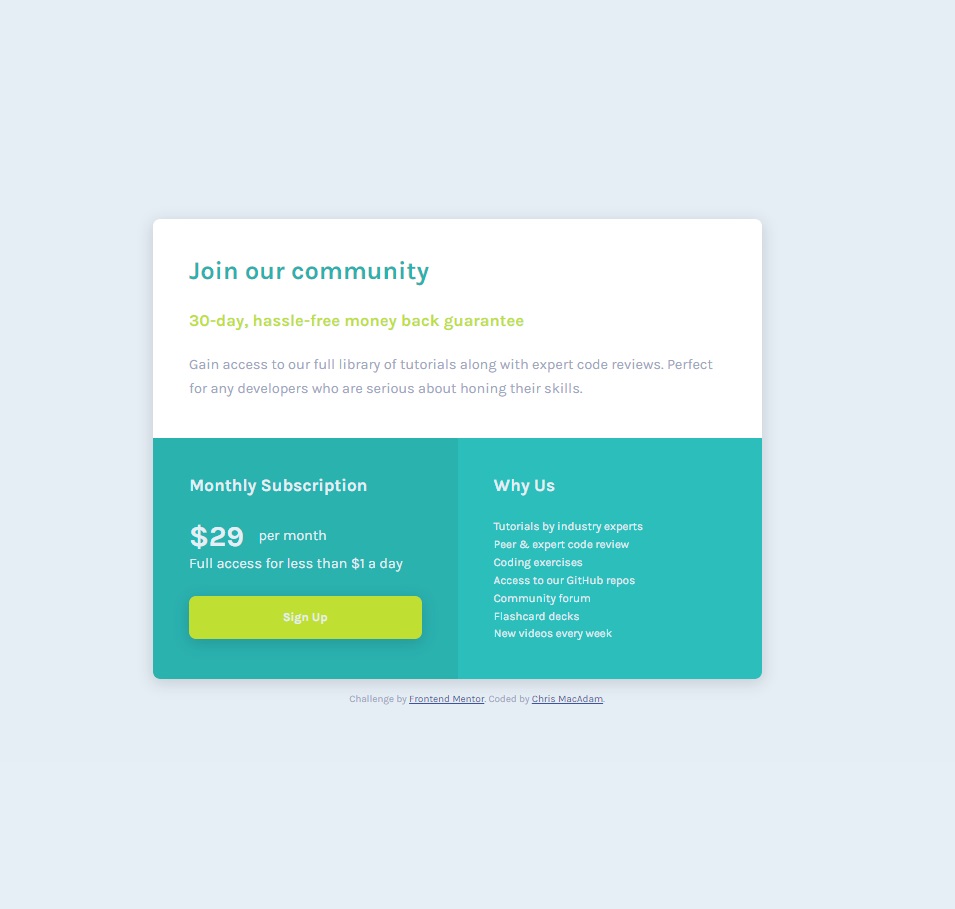 Join our community
30-day, hassle-free money back guarantee
Gain access to our full library of tutorials along with expert code reviews. Perfect
for any developers who are serious about honing their skills.
Monthly Subscription
$29 per month
Full access for less than $1 a day
Sign Up
Why Us
Tutorials by industry experts
Peer & expert code review
Coding exercises
Access to our GitHub repos
Community forum
Flashcard decks
New videos every week
Challenge by Frontend Mentor. Coded by Chris MacAdam.